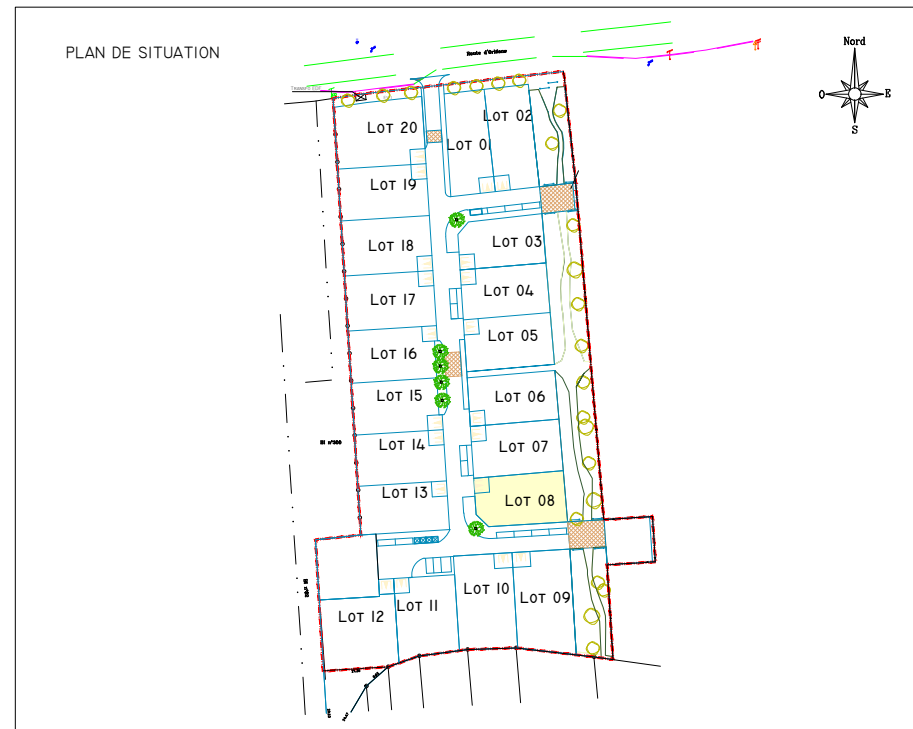 PLAN DE SITUATION
Route d'Orléans
Nord
O
E
S
LOT 20
LOT 01
LOT 02
LOT 19
LOT 18
LOT 03
LOT 17
LOT 04
LOT 16
LOT 05
LOT 15
LOT 06
LOT 14
LOT 07
LOT 13
LOT 08
LOT 12
LOT 11
LOT 10
LOT 09